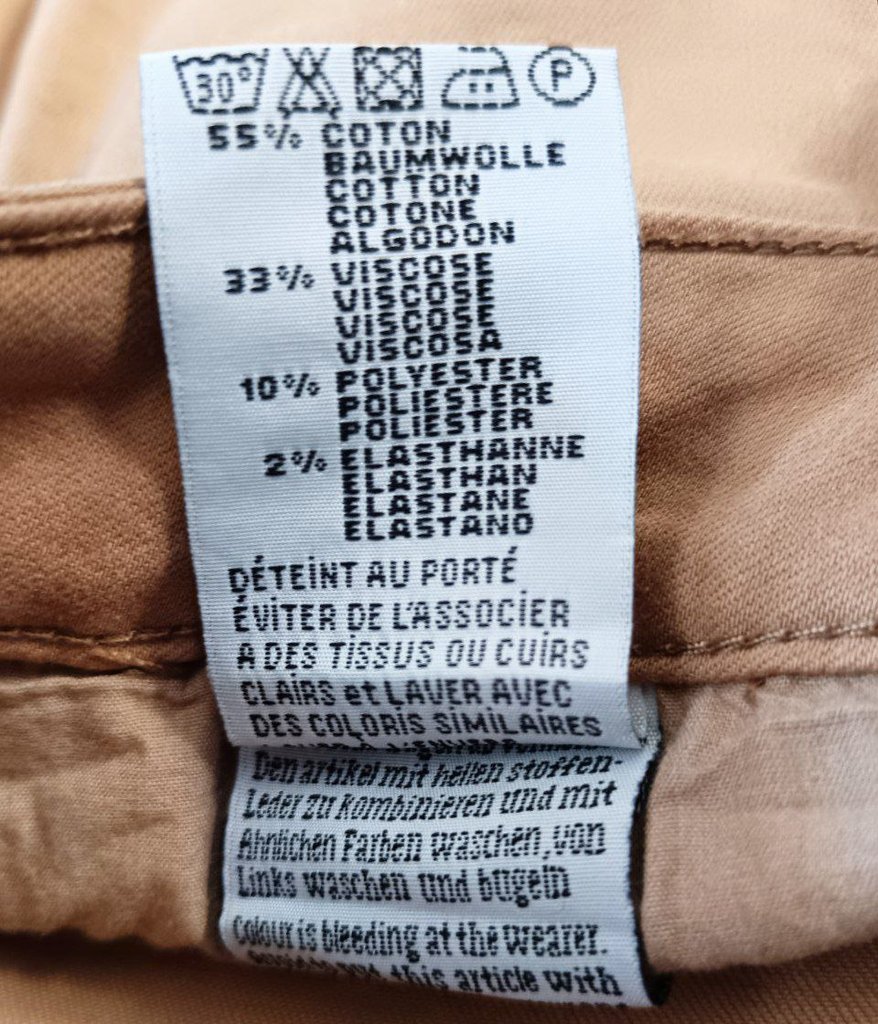 30°
P
55% COTON
BAUMWOLLE
COTTON
COTONE
ALGODON
33% VISCOSE
VISCOSE
VISCOSE
VISCOSA
10% POLYESTER
POLIESTERE
POLIESTER
2% ELASTHANNE
ELASTHAN
ELASTANE
ELASTANO
DÉTEINT AU PORTÉ
ÉVITER DE L'ASSOCIER
A DES TISSUS OU CUIRS
CLAIRS et LAVER AVEC
DES COLORIS SIMILAIRES
Den artikel mit hellen stoffen-
Leder zu kombinieren und mit
Ähnlichen Farben waschen, von
Links waschen und bügeln
Colour is bleeding at the wearer.
this article with